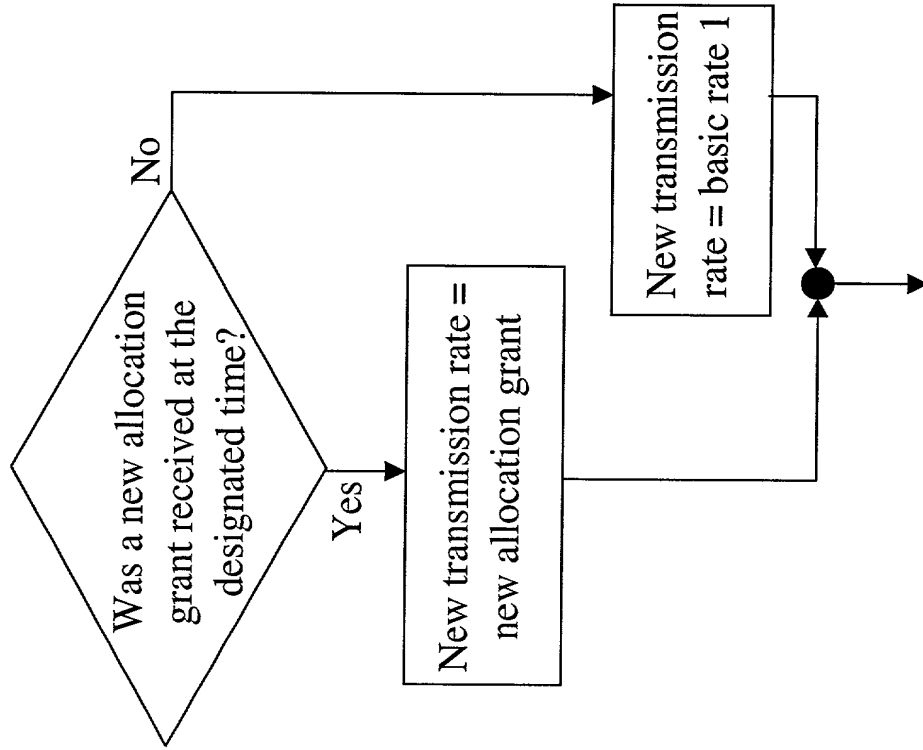 Was a new allocation
grant received at the
designated time?
No
Yes
New transmission rate =
new allocation grant
New transmission
rate = basic rate 1